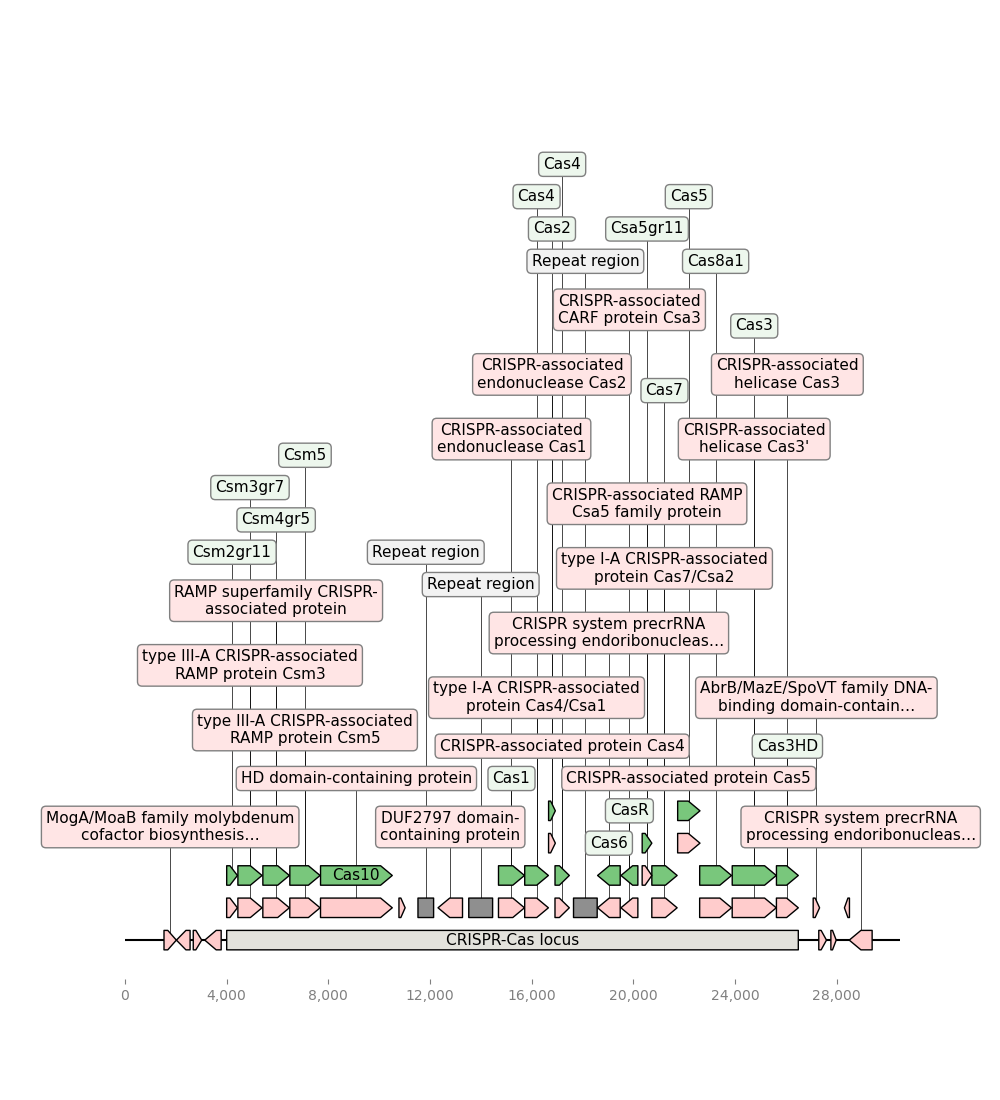 Cas4
Cas4
Cas5
Cas2
Csa5gr11
Repeat region
Cas8a1
CRISPR-associated
CARF protein Csa3
Cas3
CRISPR-associated
endonuclease Cas2
CRISPR-associated
helicase Cas3
Cas7
CRISPR-associated
endonuclease Cas1
CRISPR-associated
helicase Cas3'
Csm5
Csm3gr7
CRISPR-associated RAMP
Csa5 family protein
Csm4gr5
Csm2gr11
Repeat region
type I-A CRISPR-associated
protein Cas7/Csa2
Repeat region
RAMP superfamily CRISPR-
associated protein
CRISPR system precrRNA
processing endoribonucleas...
type III-A CRISPR-associated
RAMP protein Csm3
type I-A CRISPR-associated
protein Cas4/Csa1
AbrB/MazE/SpoVT family DNA-
binding domain-contain...
type III-A CRISPR-associated
RAMP protein Csm5
CRISPR-associated protein Cas4
Cas3HD
HD domain-containing protein
Cas1
CRISPR-associated protein Cas5
CasR
MogA/MoaB family molybdenum
cofactor biosynthesis...
DUF2797 domain-
containing protein
CRISPR system precrRNA
processing endoribonucleas...
Cas6
Cas10
CRISPR-Cas locus
0
4,000
8,000
12,000
16,000
20,000
24,000
28,000